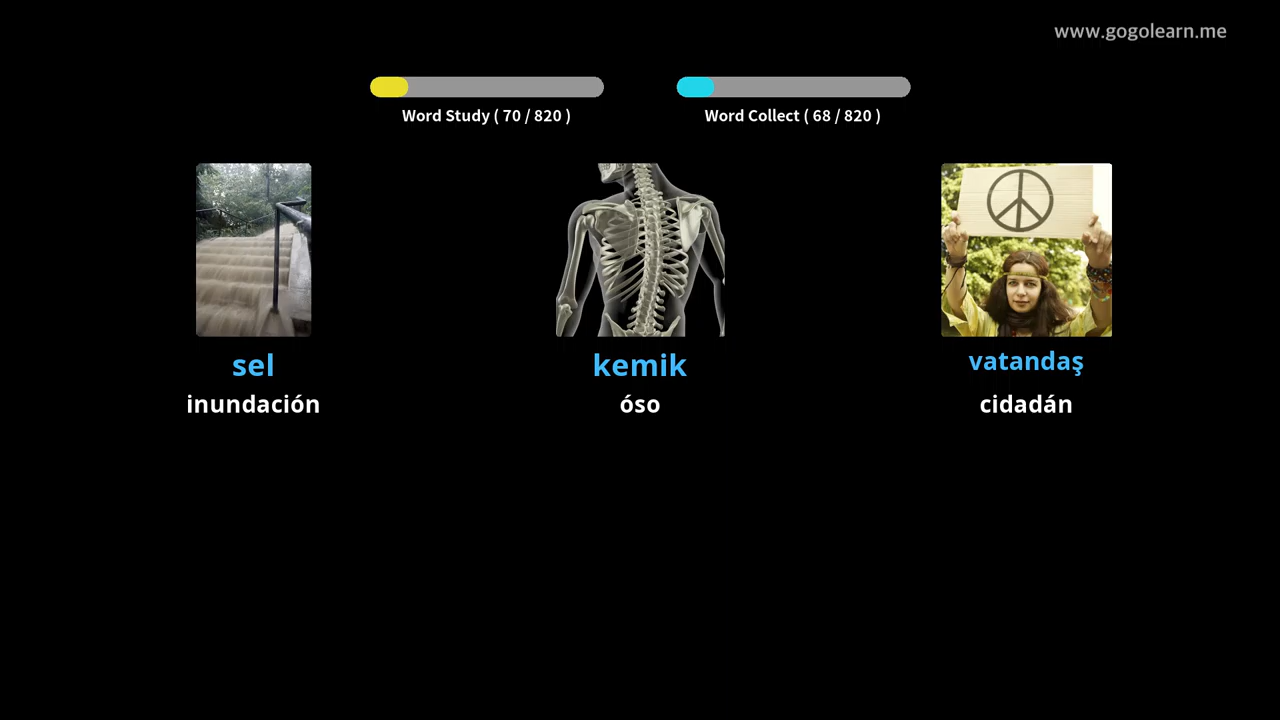 www.gogolearn.me
Word Study ( 70 / 820 )
Word Collect ( 68 / 820 )
sel
kemik
vatandaş
inundación
óso
cidadán